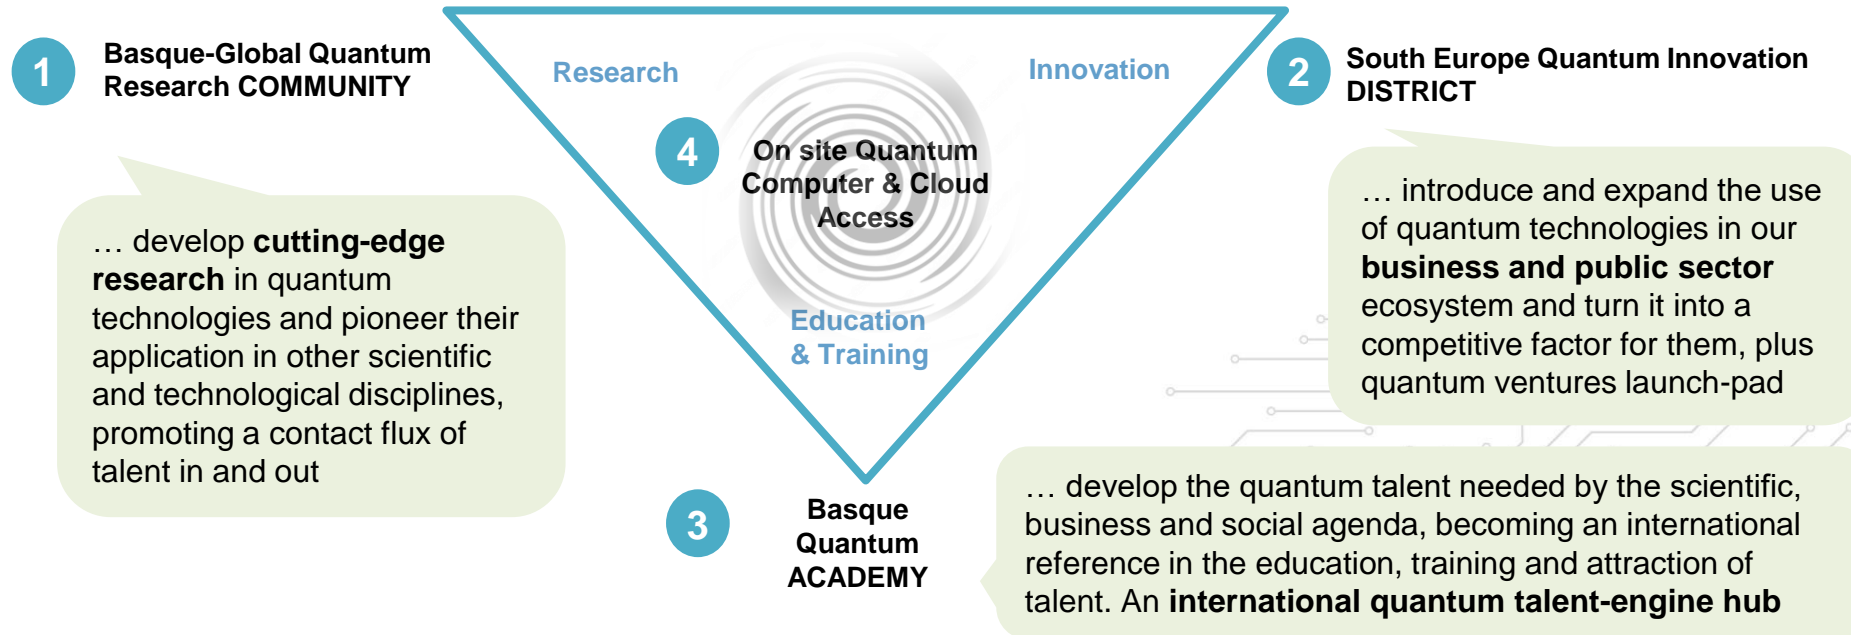 1
Basque-Global Quantum
Research COMMUNITY
… develop cutting-edge
research in quantum
technologies and pioneer their
application in other scientific
and technological disciplines,
promoting a contact flux of
talent in and out
Research
Innovation
4
On site Quantum
Computer & Cloud
Access
Education
& Training
2
South Europe Quantum Innovation
DISTRICT
… introduce and expand the use
of quantum technologies in our
business and public sector
ecosystem and turn it into a
competitive factor for them, plus
quantum ventures launch-pad
3
Basque
Quantum
ACADEMY
… develop the quantum talent needed by the scientific,
business and social agenda, becoming an international
reference in the education, training and attraction of
talent. An international quantum talent-engine hub